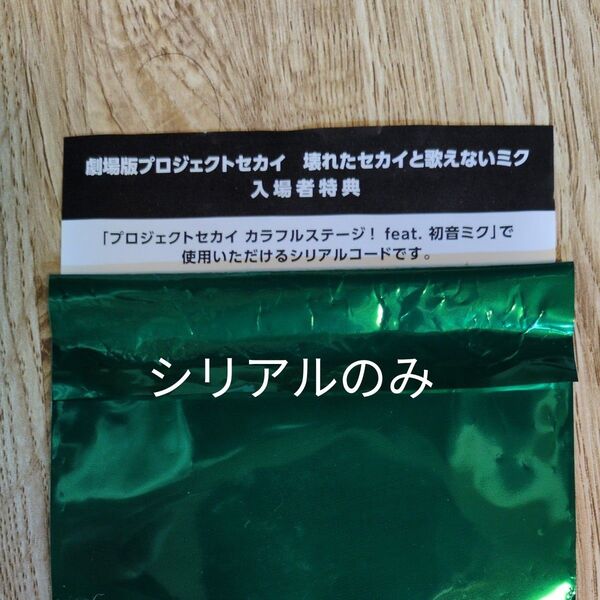 劇場版プロジェクトセカイ　壊れたセカイと歌えないミク
入場者特典
「プロジェクトセカイ カラフルステージ！ feat. 初音ミク」で
使用いただけるシリアルコードです。
シリアルのみ